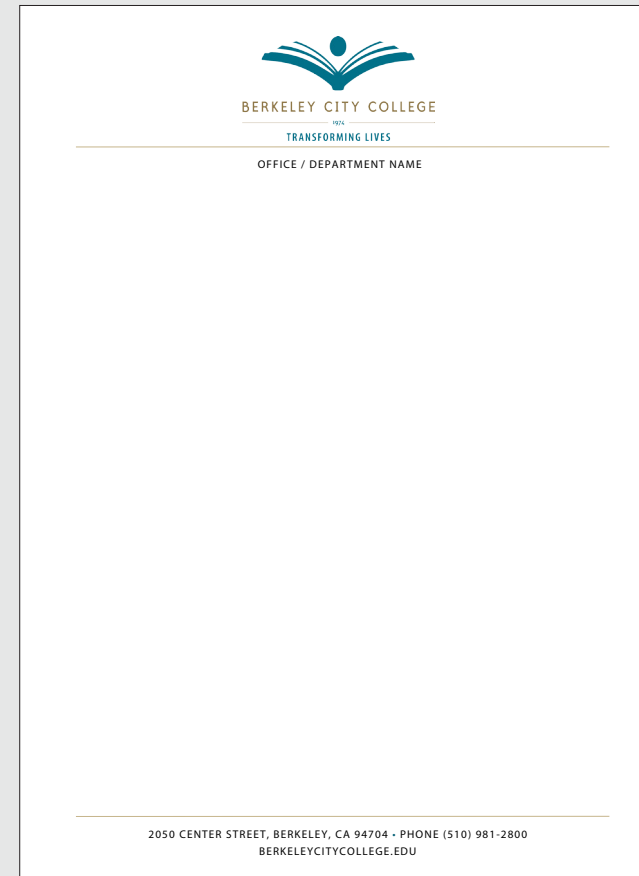 BERKELEY CITY COLLEGE
1974
TRANSFORMING LIVES
OFFICE / DEPARTMENT NAME
2050 CENTER STREET, BERKELEY, CA 94704 • PHONE (510) 981-2800
BERKELEYCITYCOLLEGE.EDU